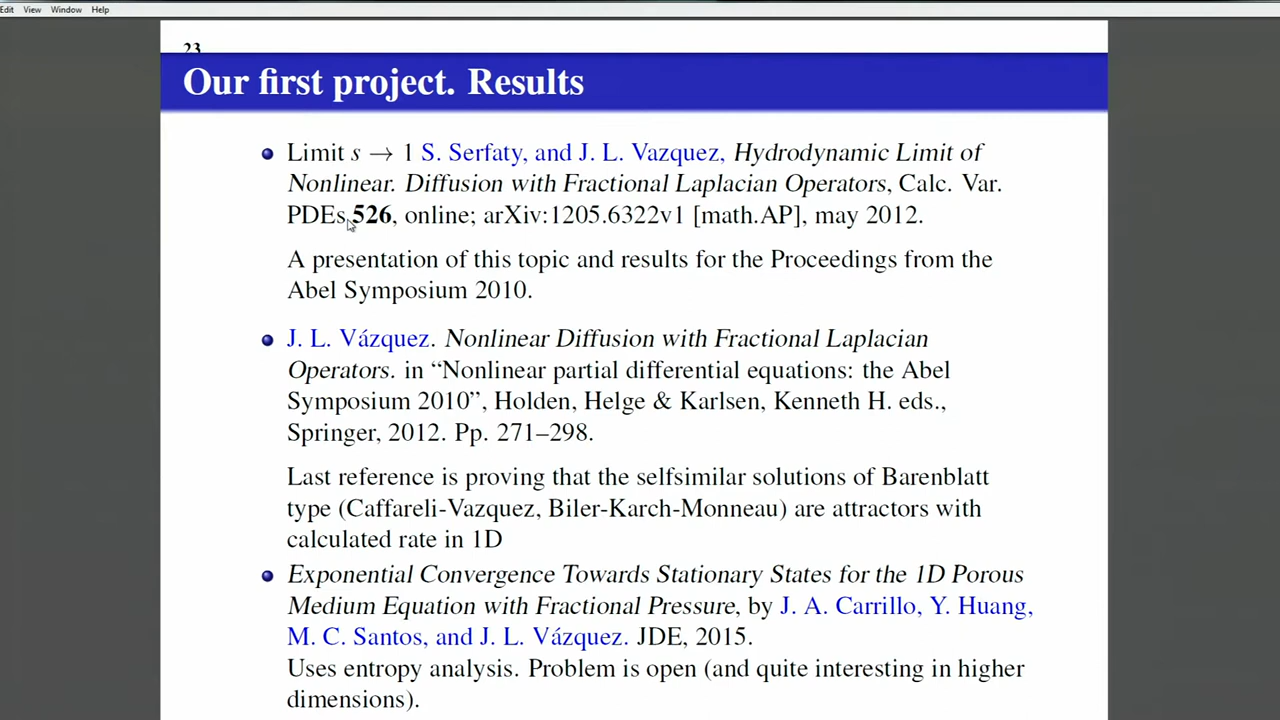 Edit View Window Help
23
Our first project. Results
Limit s → 1 S. Serfaty, and J. L. Vazquez, Hydrodynamic Limit of
Nonlinear. Diffusion with Fractional Laplacian Operators, Calc. Var.
PDEs 526, online; arXiv:1205.6322v1 [math.AP], may 2012.
A presentation of this topic and results for the Proceedings from the
Abel Symposium 2010.
J. L. Vázquez. Nonlinear Diffusion with Fractional Laplacian
Operators. in “Nonlinear partial differential equations: the Abel
Symposium 2010”, Holden, Helge & Karlsen, Kenneth H. eds.,
Springer, 2012. Pp. 271–298.
Last reference is proving that the selfsimilar solutions of Barenblatt
type (Caffareli-Vazquez, Biler-Karch-Monneau) are attractors with
calculated rate in 1D
Exponential Convergence Towards Stationary States for the 1D Porous
Medium Equation with Fractional Pressure, by J. A. Carrillo, Y. Huang,
M. C. Santos, and J. L. Vázquez. JDE, 2015.
Uses entropy analysis. Problem is open (and quite interesting in higher
dimensions).